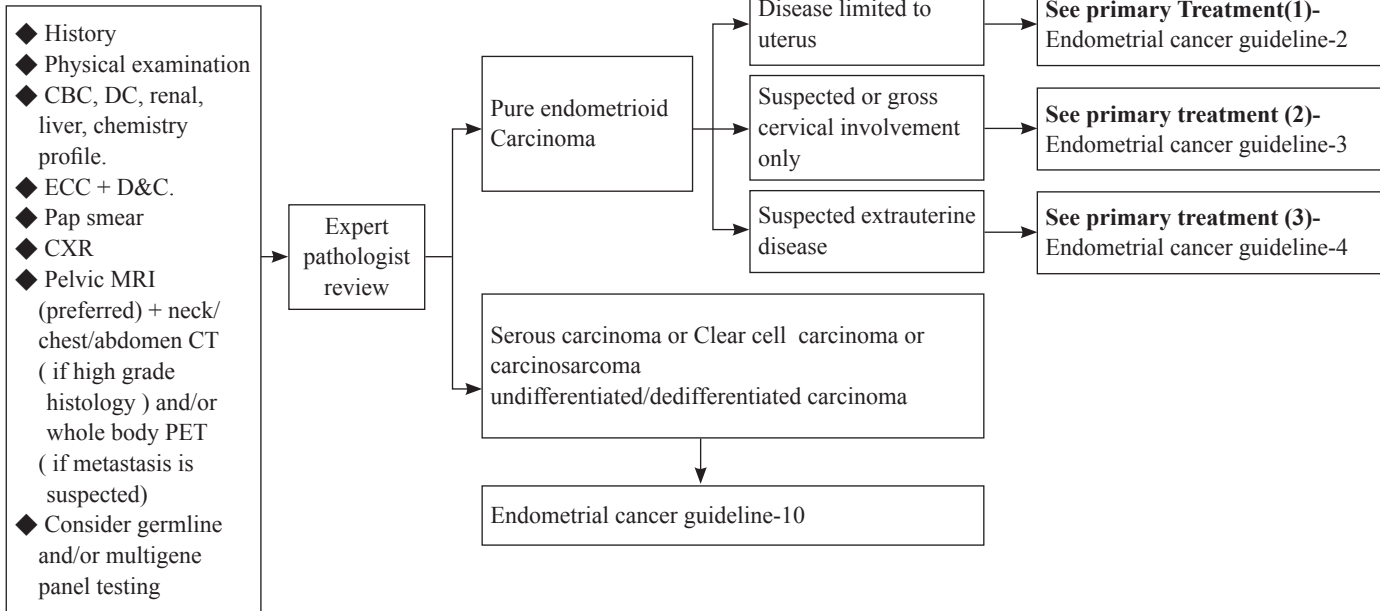 ◆ History
◆ Physical examination
◆ CBC, DC, renal,
liver, chemistry
profile.
◆ ECC + D&C.
◆ Pap smear
◆ CXR
◆ Pelvic MRI
(preferred) + neck/
chest/abdomen CT
( if high grade
histology ) and/or
whole body PET
( if metastasis is
suspected)
◆ Consider germline
and/or multigene
panel testing
Expert
pathologist
review
Pure endometrioid
Carcinoma
Disease limited to
uterus
See primary Treatment(1)-
Endometrial cancer guideline-2
Suspected or gross
cervical involvement
only
See primary treatment (2)-
Endometrial cancer guideline-3
Suspected extrauterine
disease
See primary treatment (3)-
Endometrial cancer guideline-4
Serous carcinoma or Clear cell carcinoma or
carcinosarcoma
undifferentiated/dedifferentiated carcinoma
Endometrial cancer guideline-10